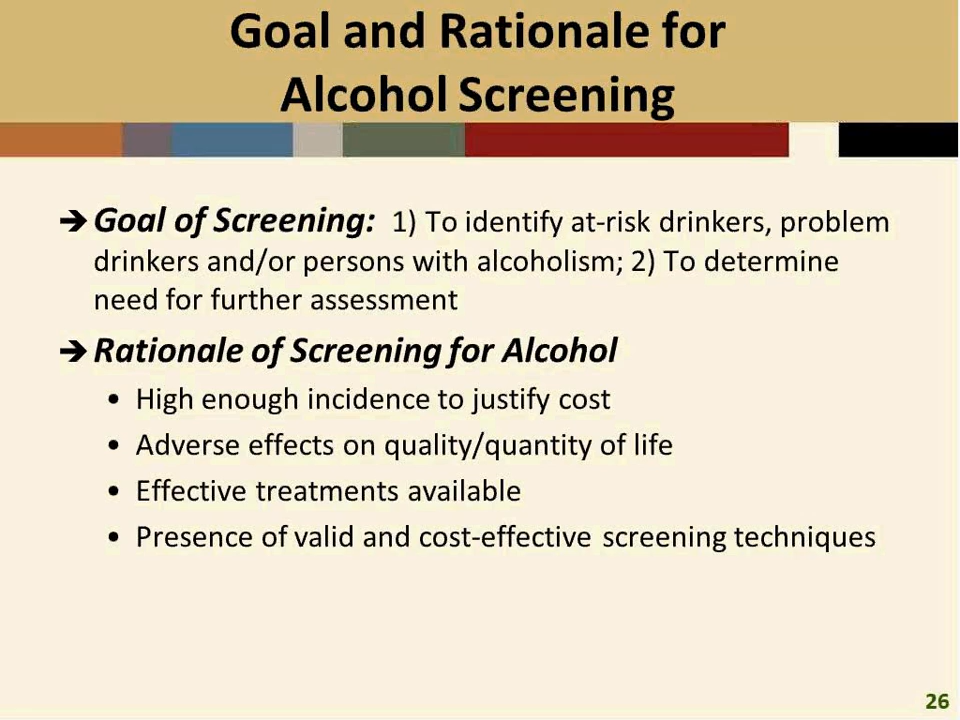 Goal and Rationale for
Alcohol Screening
➔ Goal of Screening: 1) To identify at-risk drinkers, problem
drinkers and/or persons with alcoholism; 2) To determine
need for further assessment
➔ Rationale of Screening for Alcohol
• High enough incidence to justify cost
• Adverse effects on quality/quantity of life
• Effective treatments available
• Presence of valid and cost-effective screening techniques
26